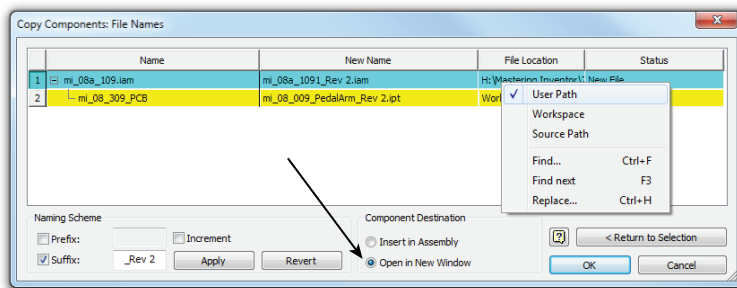 Copy Components: File Names
Name New Name File Location Status
1 mi_08a_109.iam mi_08a_1091_Rev 2.iam H:\Mastering Inventor\ New File
2 mi_08_309_PCB mi_08_009_PedalArm_Rev 2.ipt
User Path
Workspace
Source Path
Find... Ctrl+F
Find next F3
Replace... Ctrl+H
Naming Scheme
Prefix: Increment
Suffix: _Rev 2 Apply Revert
Component Destination
Insert in Assembly
Open in New Window
< Return to Selection
OK Cancel